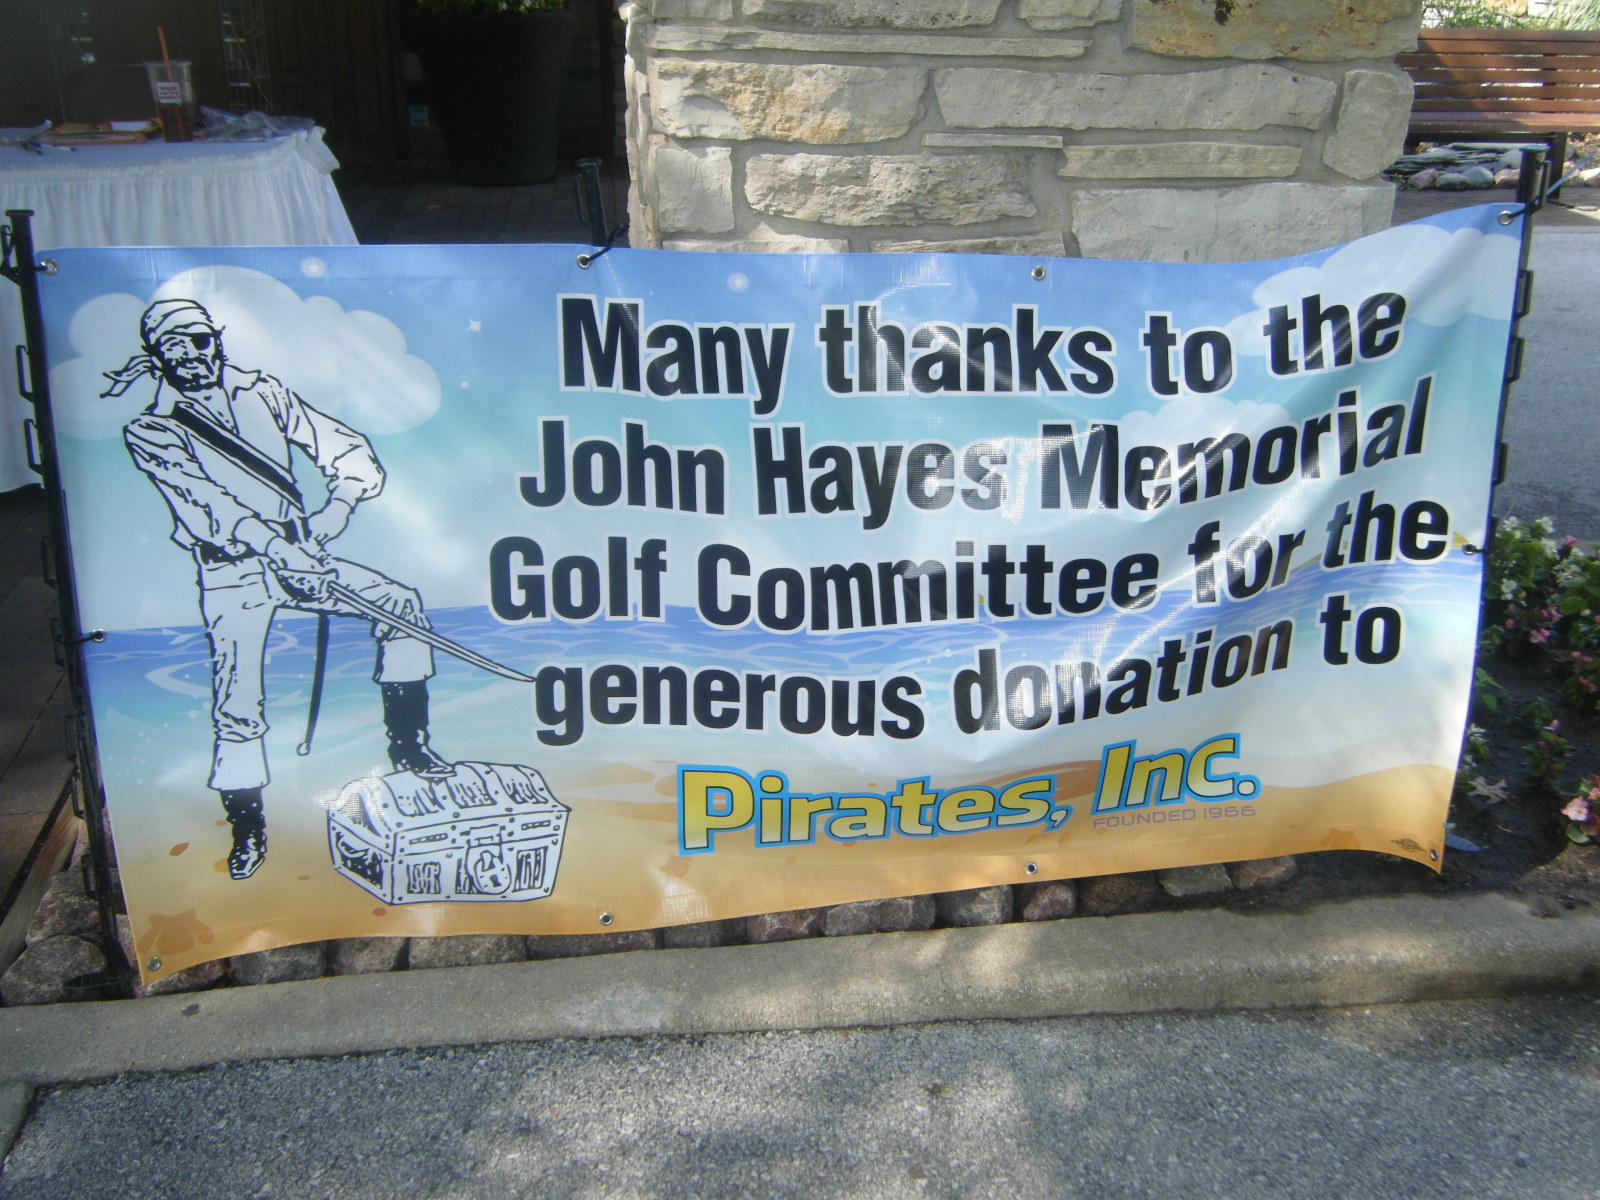 Many thanks to the
John Hayes Memorial
Golf Committee for the
generous donation to
Pirates, Inc.
FOUNDED 1966